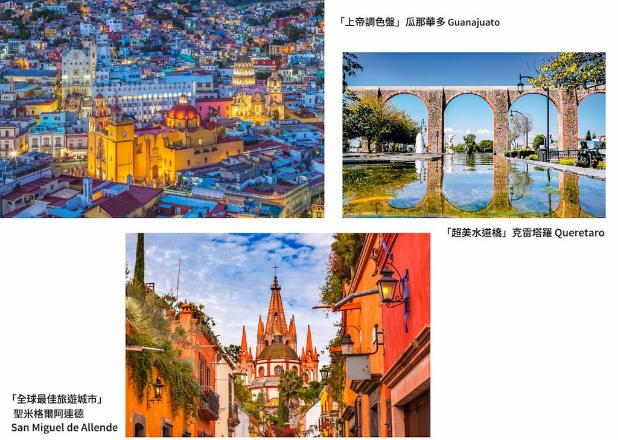 「上帝調色盤」瓜那華多 Guanajuato
「超美水道橋」克雷塔羅 Queretaro
「全球最佳旅遊城市」
聖米格爾阿連德
San Miguel de Allende